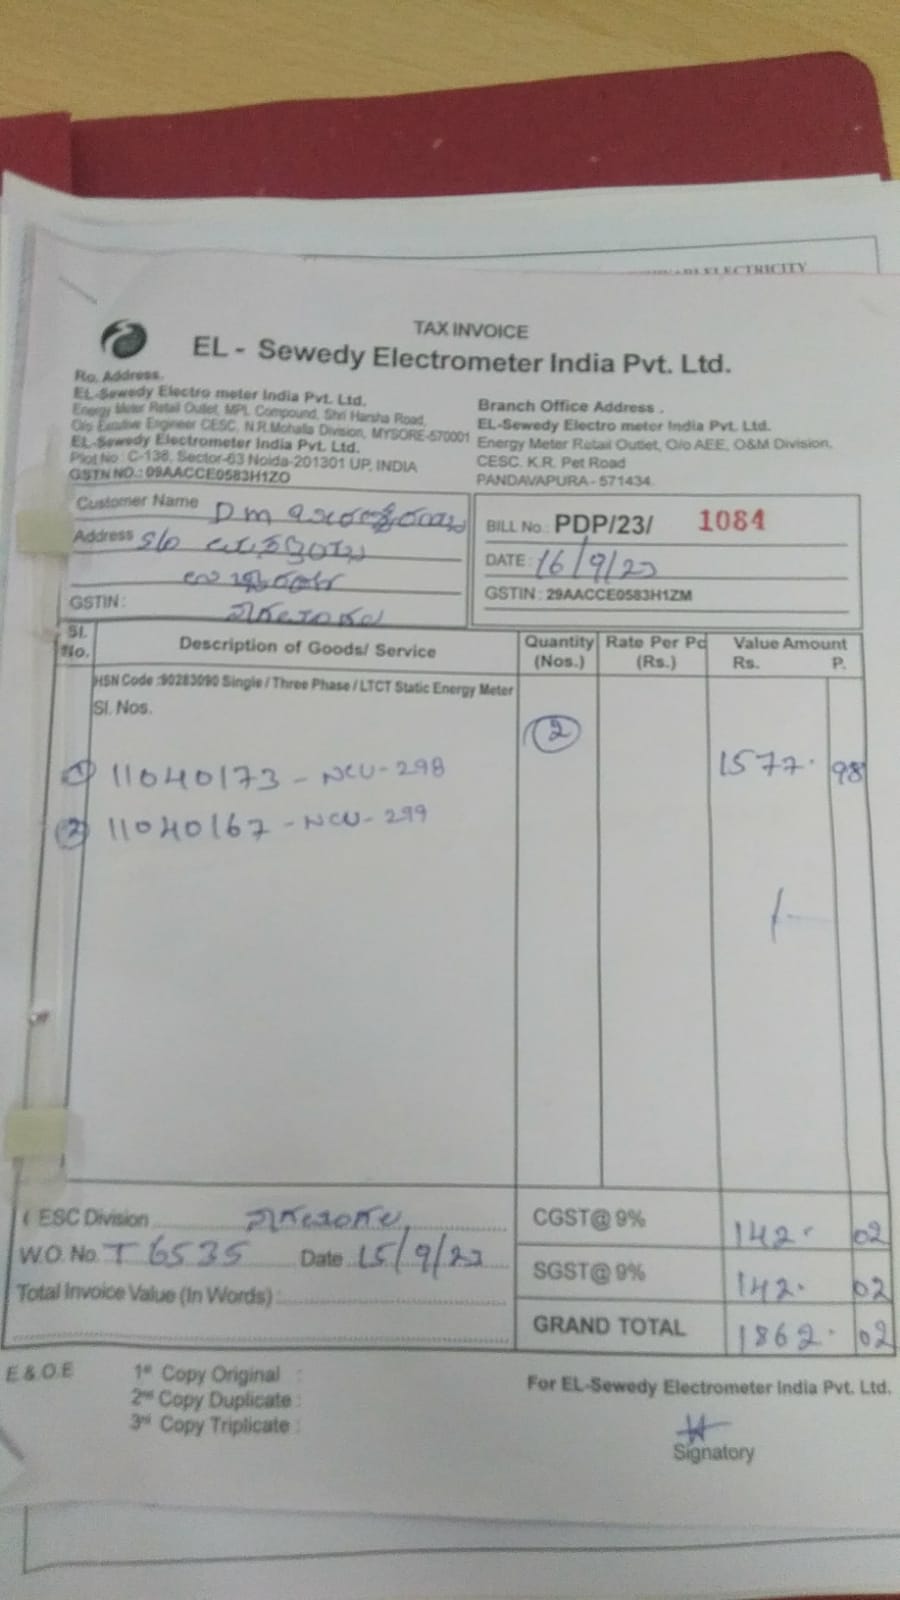 TAX INVOICE
EL - Sewedy Electrometer India Pvt. Ltd.
Ro. Address.
EL-Sewedy Electro meter India Pvt. Ltd.
Energy Meter Retail Outlet, MPL Compound, Shri Harsha Road,
O/o Exutive Engineer CESC, N.R.Mohalla Division, MYSORE-570001
EL-Sewedy Electrometer India Pvt. Ltd.
Plot No : C-138, Sector-63 Noida-201301 UP, INDIA
GSTN NO.: 09AACCE0583H1ZO
Branch Office Address .
EL-Sewedy Electro meter India Pvt. Ltd.
Energy Meter Retail Outlet, O/o AEE, O&M Division,
CESC. K.R. Pet Road
PANDAVAPURA - 571434.
Customer Name DM
Address S/o
GSTIN :
BILL No.: PDP/23/ 1084
DATE : 16/9/23
GSTIN : 29AACCE0583H1ZM
Sl. No. Description of Goods/ Service Quantity (Nos.) Rate Per Pc (Rs.) Value Amount Rs. P.
HSN Code :90283090 Single / Three Phase / LTCT Static Energy Meter
Sl. Nos.
2
1 11040173 - NCU-298 1577. 98
2 11040167 - NCU-299
CESC Division
W.O. No. T 6535 Date 15/9/23
Total Invoice Value (In Words) :
CGST@ 9% 142. 02
SGST@ 9% 142. 02
GRAND TOTAL 1862. 02
E & O.E
1st Copy Original :
2nd Copy Duplicate :
3rd Copy Triplicate :
For EL-Sewedy Electrometer India Pvt. Ltd.
Signatory